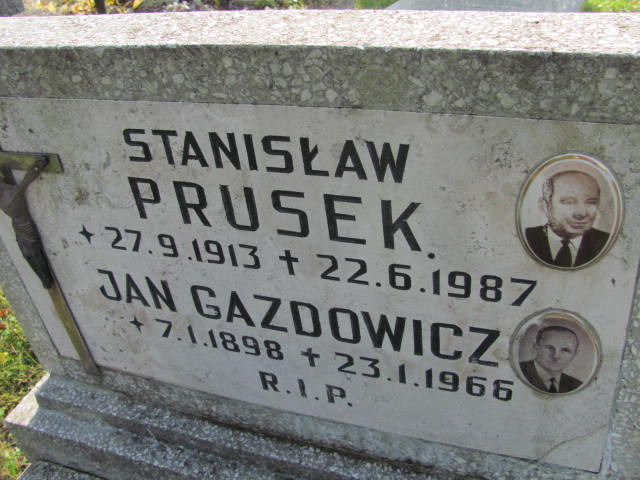 STANISŁAW
PRUSEK.
✦ 27.9.1913 ✝ 22.6.1987
JAN GAZDOWICZ
✦ 7.1.1898 ✝ 23.1.1966
R.I.P.